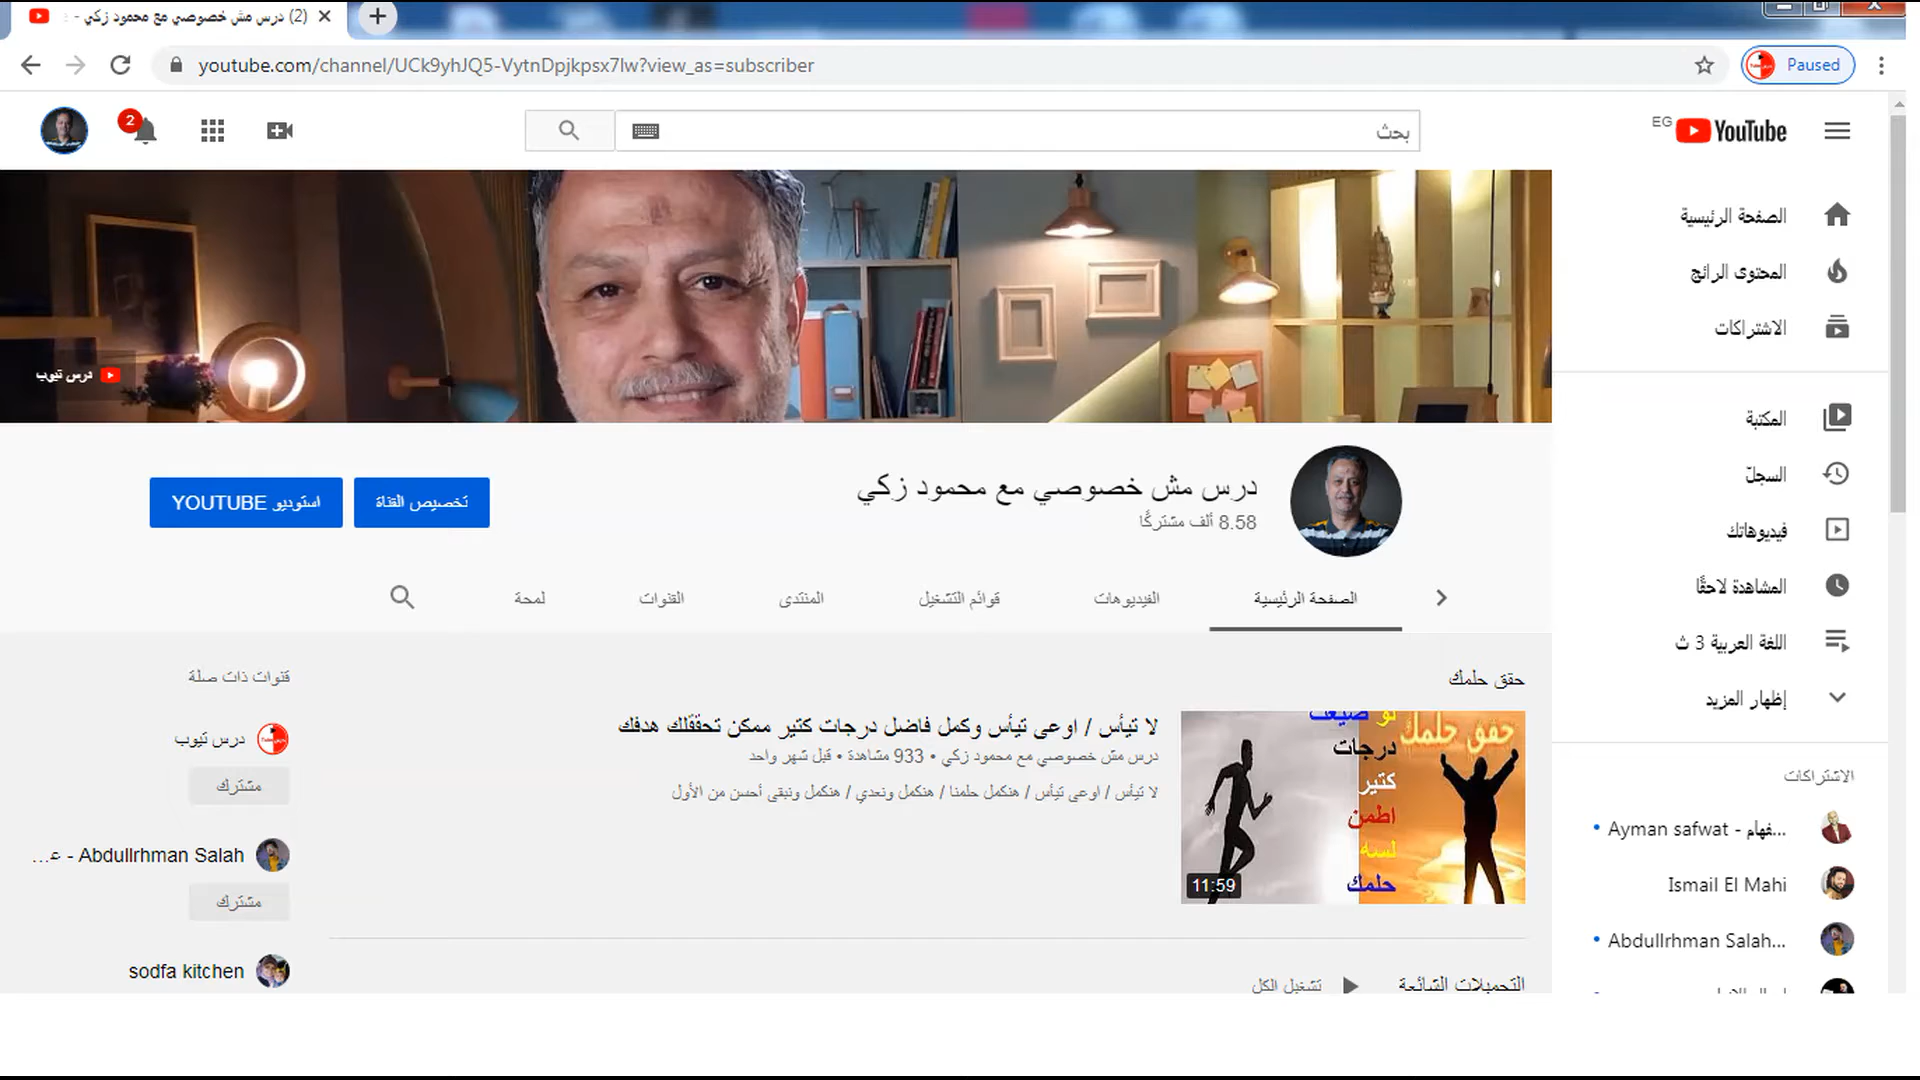 (2) درس مش خصوصي مع محمود زكي -
youtube.com/channel/UCk9yhJQ5-VytnDpjkpsx7lw?view_as=subscriber
Paused
2
بحث
YouTube EG
درس تيوب
درس مش خصوصي مع محمود زكي
8.58 ألف مشتركًا
تخصيص القناة
استوديو YOUTUBE
الصفحة الرئيسية
الفيديوهات
قوائم التشغيل
المنتدى
القنوات
لمحة
حقق حلمك
لا تيأس / اوعى تيأس وكمل فاضل درجات كتير ممكن تحققلك هدفك
درس مش خصوصي مع محمود زكي • 933 مشاهدة • قبل شهر واحد
لا تيأس / اوعى تيأس / هنكمل حلمنا / هنكمل ونعدي / هنكمل ونبقى أحسن من الأول
حقق حلمك
لو ضيعت
درجات
كتير
اطمن
لسه
حلمك
11:59
التحميلات الشائعة
تشغيل الكل
قنوات ذات صلة
درس تيوب
مشترك
Abdullrhman Salah - ع...
مشترك
sodfa kitchen
الصفحة الرئيسية
المحتوى الرائج
الاشتراكات
المكتبة
السجلّ
فيديوهاتك
المشاهدة لاحقًا
اللغة العربية 3 ث
إظهار المزيد
الاشتراكات
Ayman safwat - فهام...
Ismail El Mahi
Abdullrhman Salah...